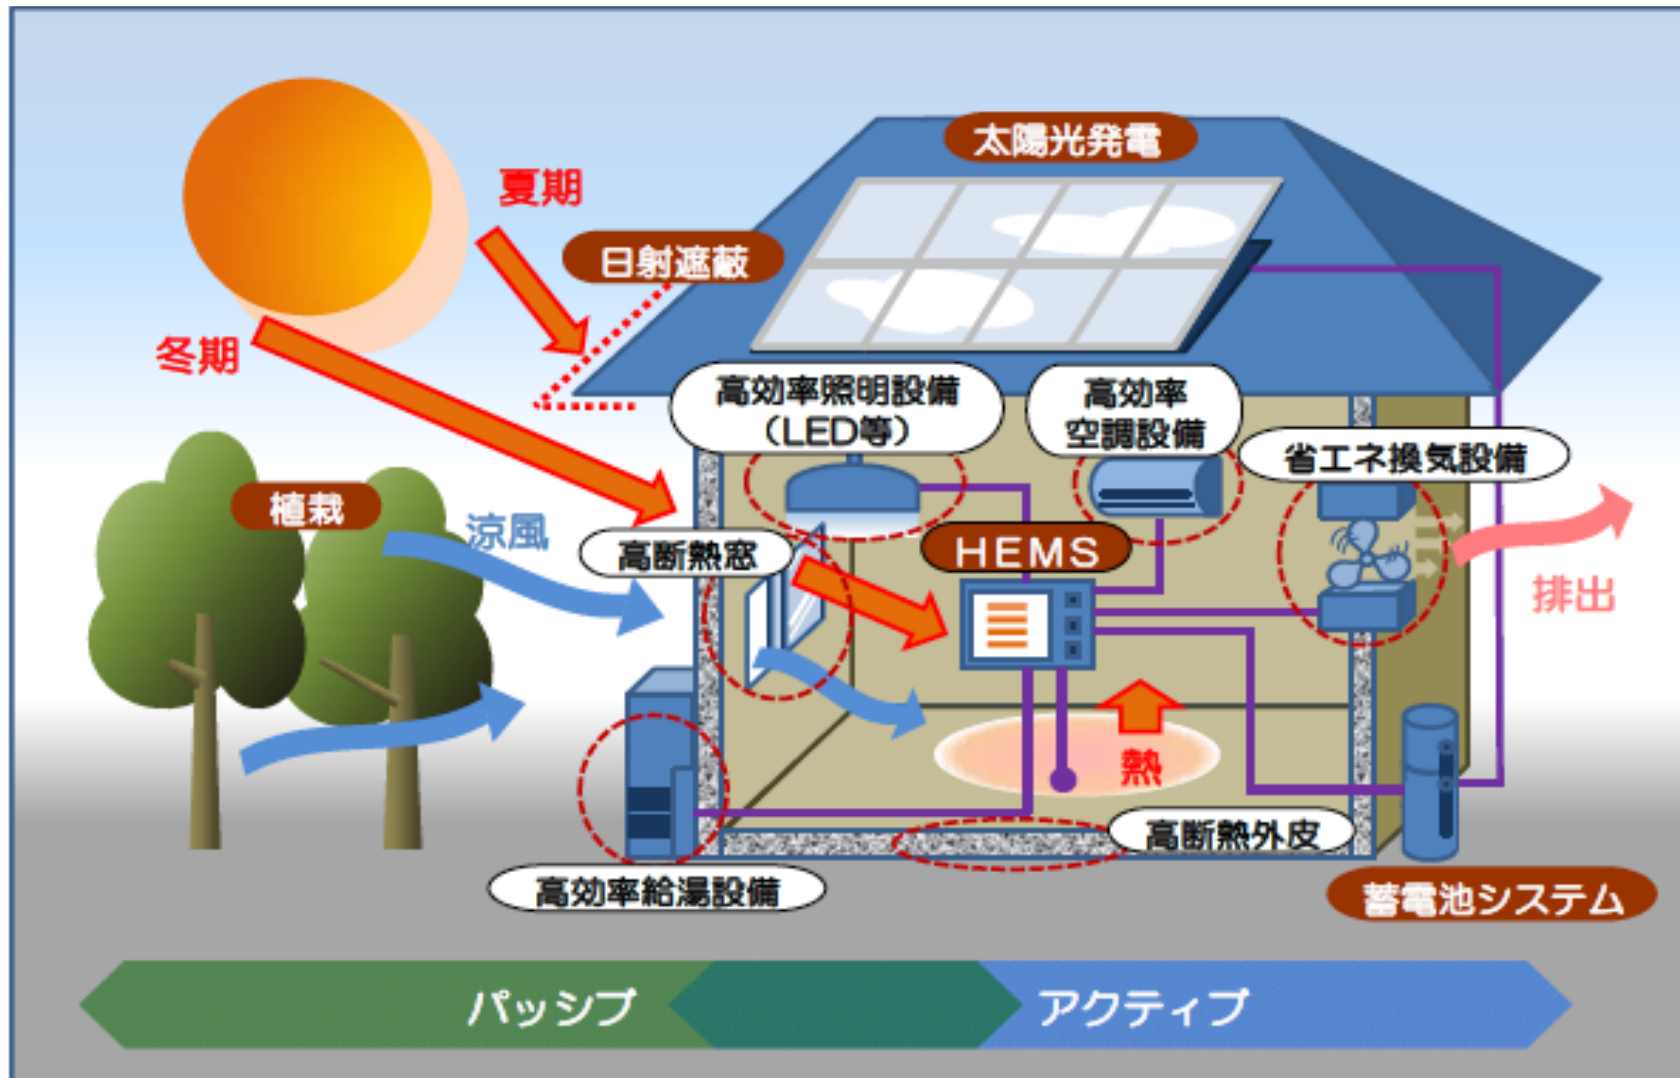 太陽光発電
夏期
日射遮蔽
冬期
高効率照明設備
（LED等）
高効率
空調設備
省エネ換気設備
植栽
涼風
高断熱窓
HEMS
排出
熱
高断熱外皮
高効率給湯設備
蓄電池システム
パッシブ
アクティブ